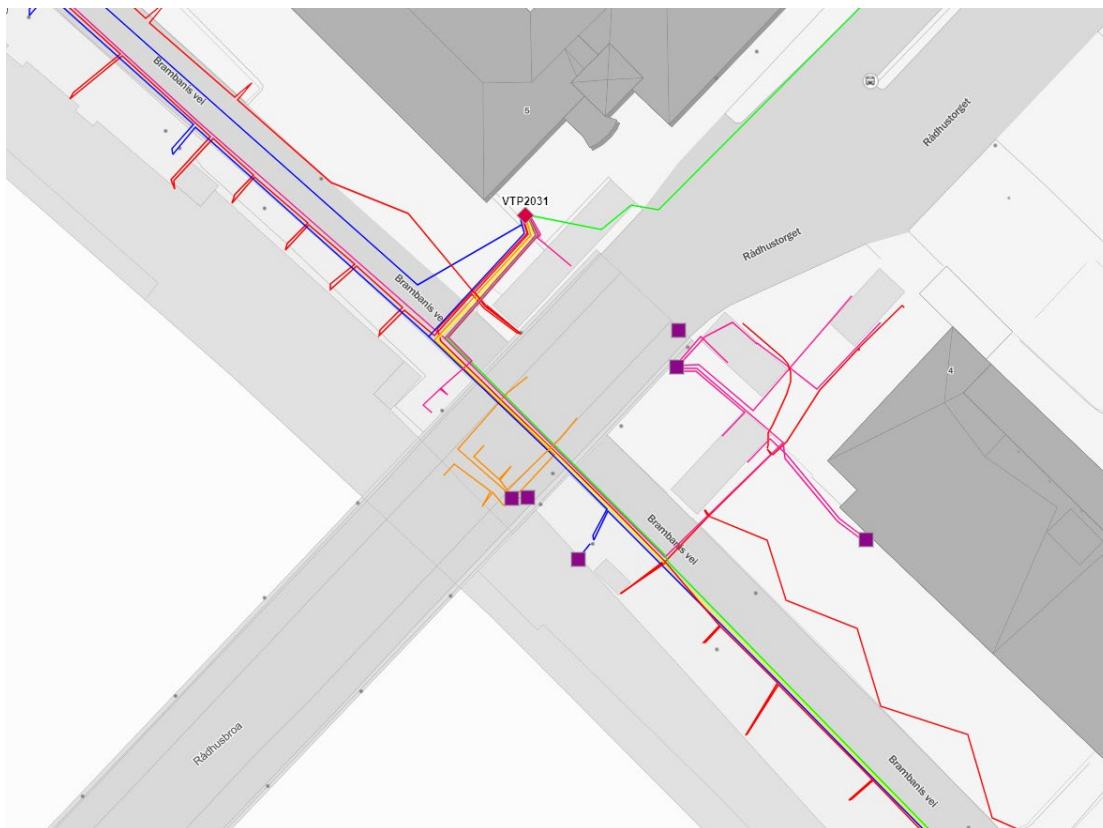 Brambanis vei
5
Rådhustorget
VTP2031
Rådhustorget
Brambanis vei
4
Brambanis vei
Rådhusbroa
Brambanis vei